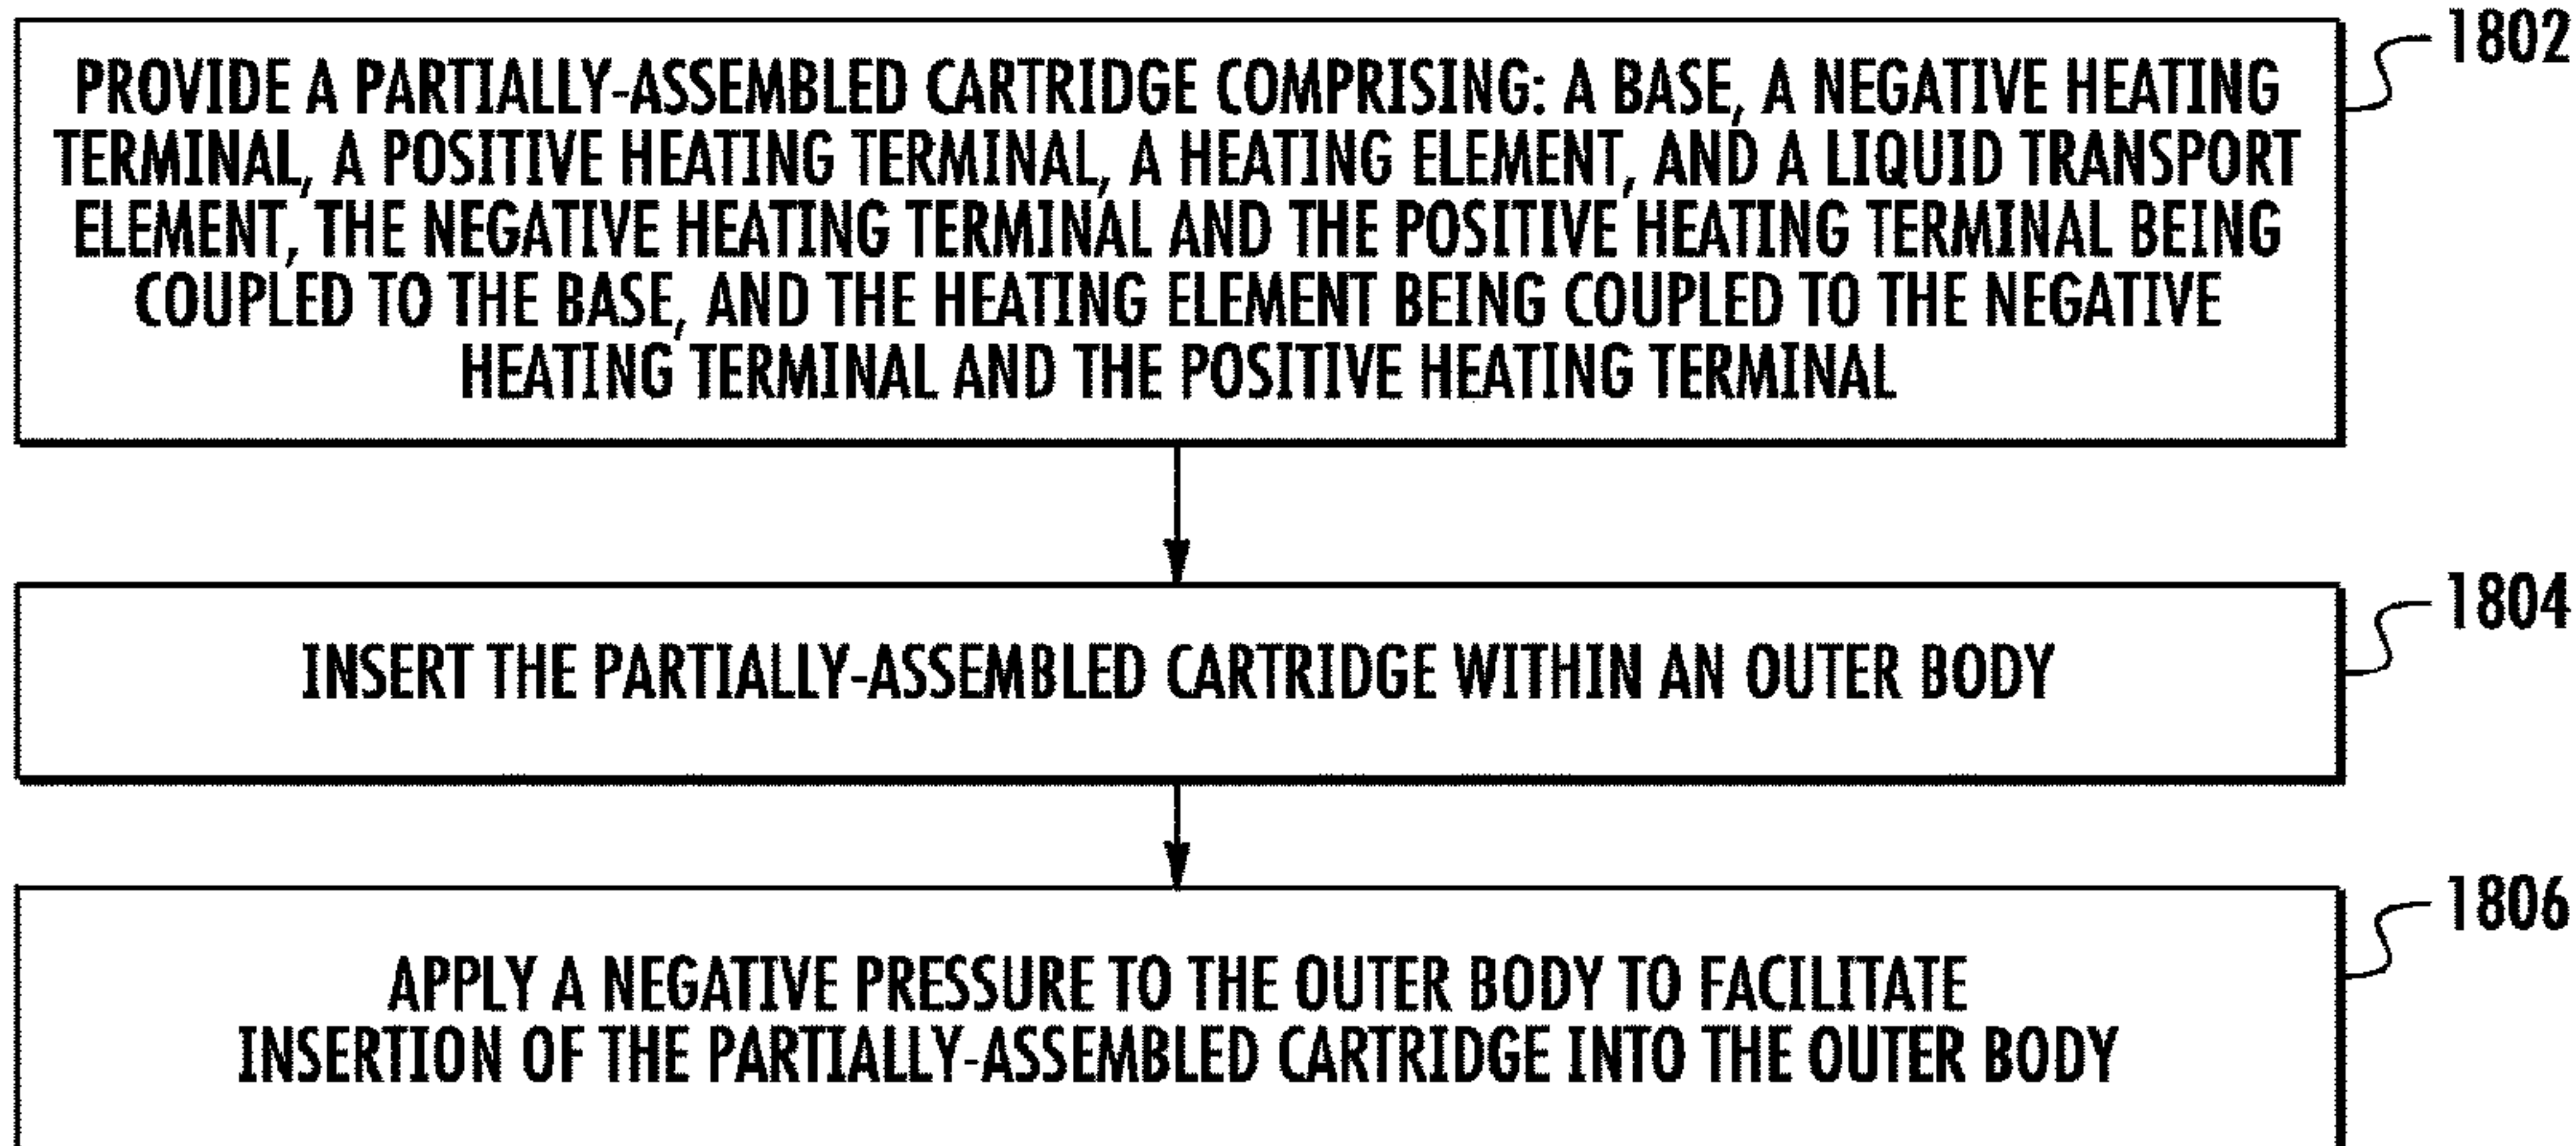 1802
PROVIDE A PARTIALLY-ASSEMBLED CARTRIDGE COMPRISING: A BASE, A NEGATIVE HEATING
TERMINAL, A POSITIVE HEATING TERMINAL, A HEATING ELEMENT, AND A LIQUID TRANSPORT
ELEMENT, THE NEGATIVE HEATING TERMINAL AND THE POSITIVE HEATING TERMINAL BEING
COUPLED TO THE BASE, AND THE HEATING ELEMENT BEING COUPLED TO THE NEGATIVE
HEATING TERMINAL AND THE POSITIVE HEATING TERMINAL
1804
INSERT THE PARTIALLY-ASSEMBLED CARTRIDGE WITHIN AN OUTER BODY
1806
APPLY A NEGATIVE PRESSURE TO THE OUTER BODY TO FACILITATE
INSERTION OF THE PARTIALLY-ASSEMBLED CARTRIDGE INTO THE OUTER BODY